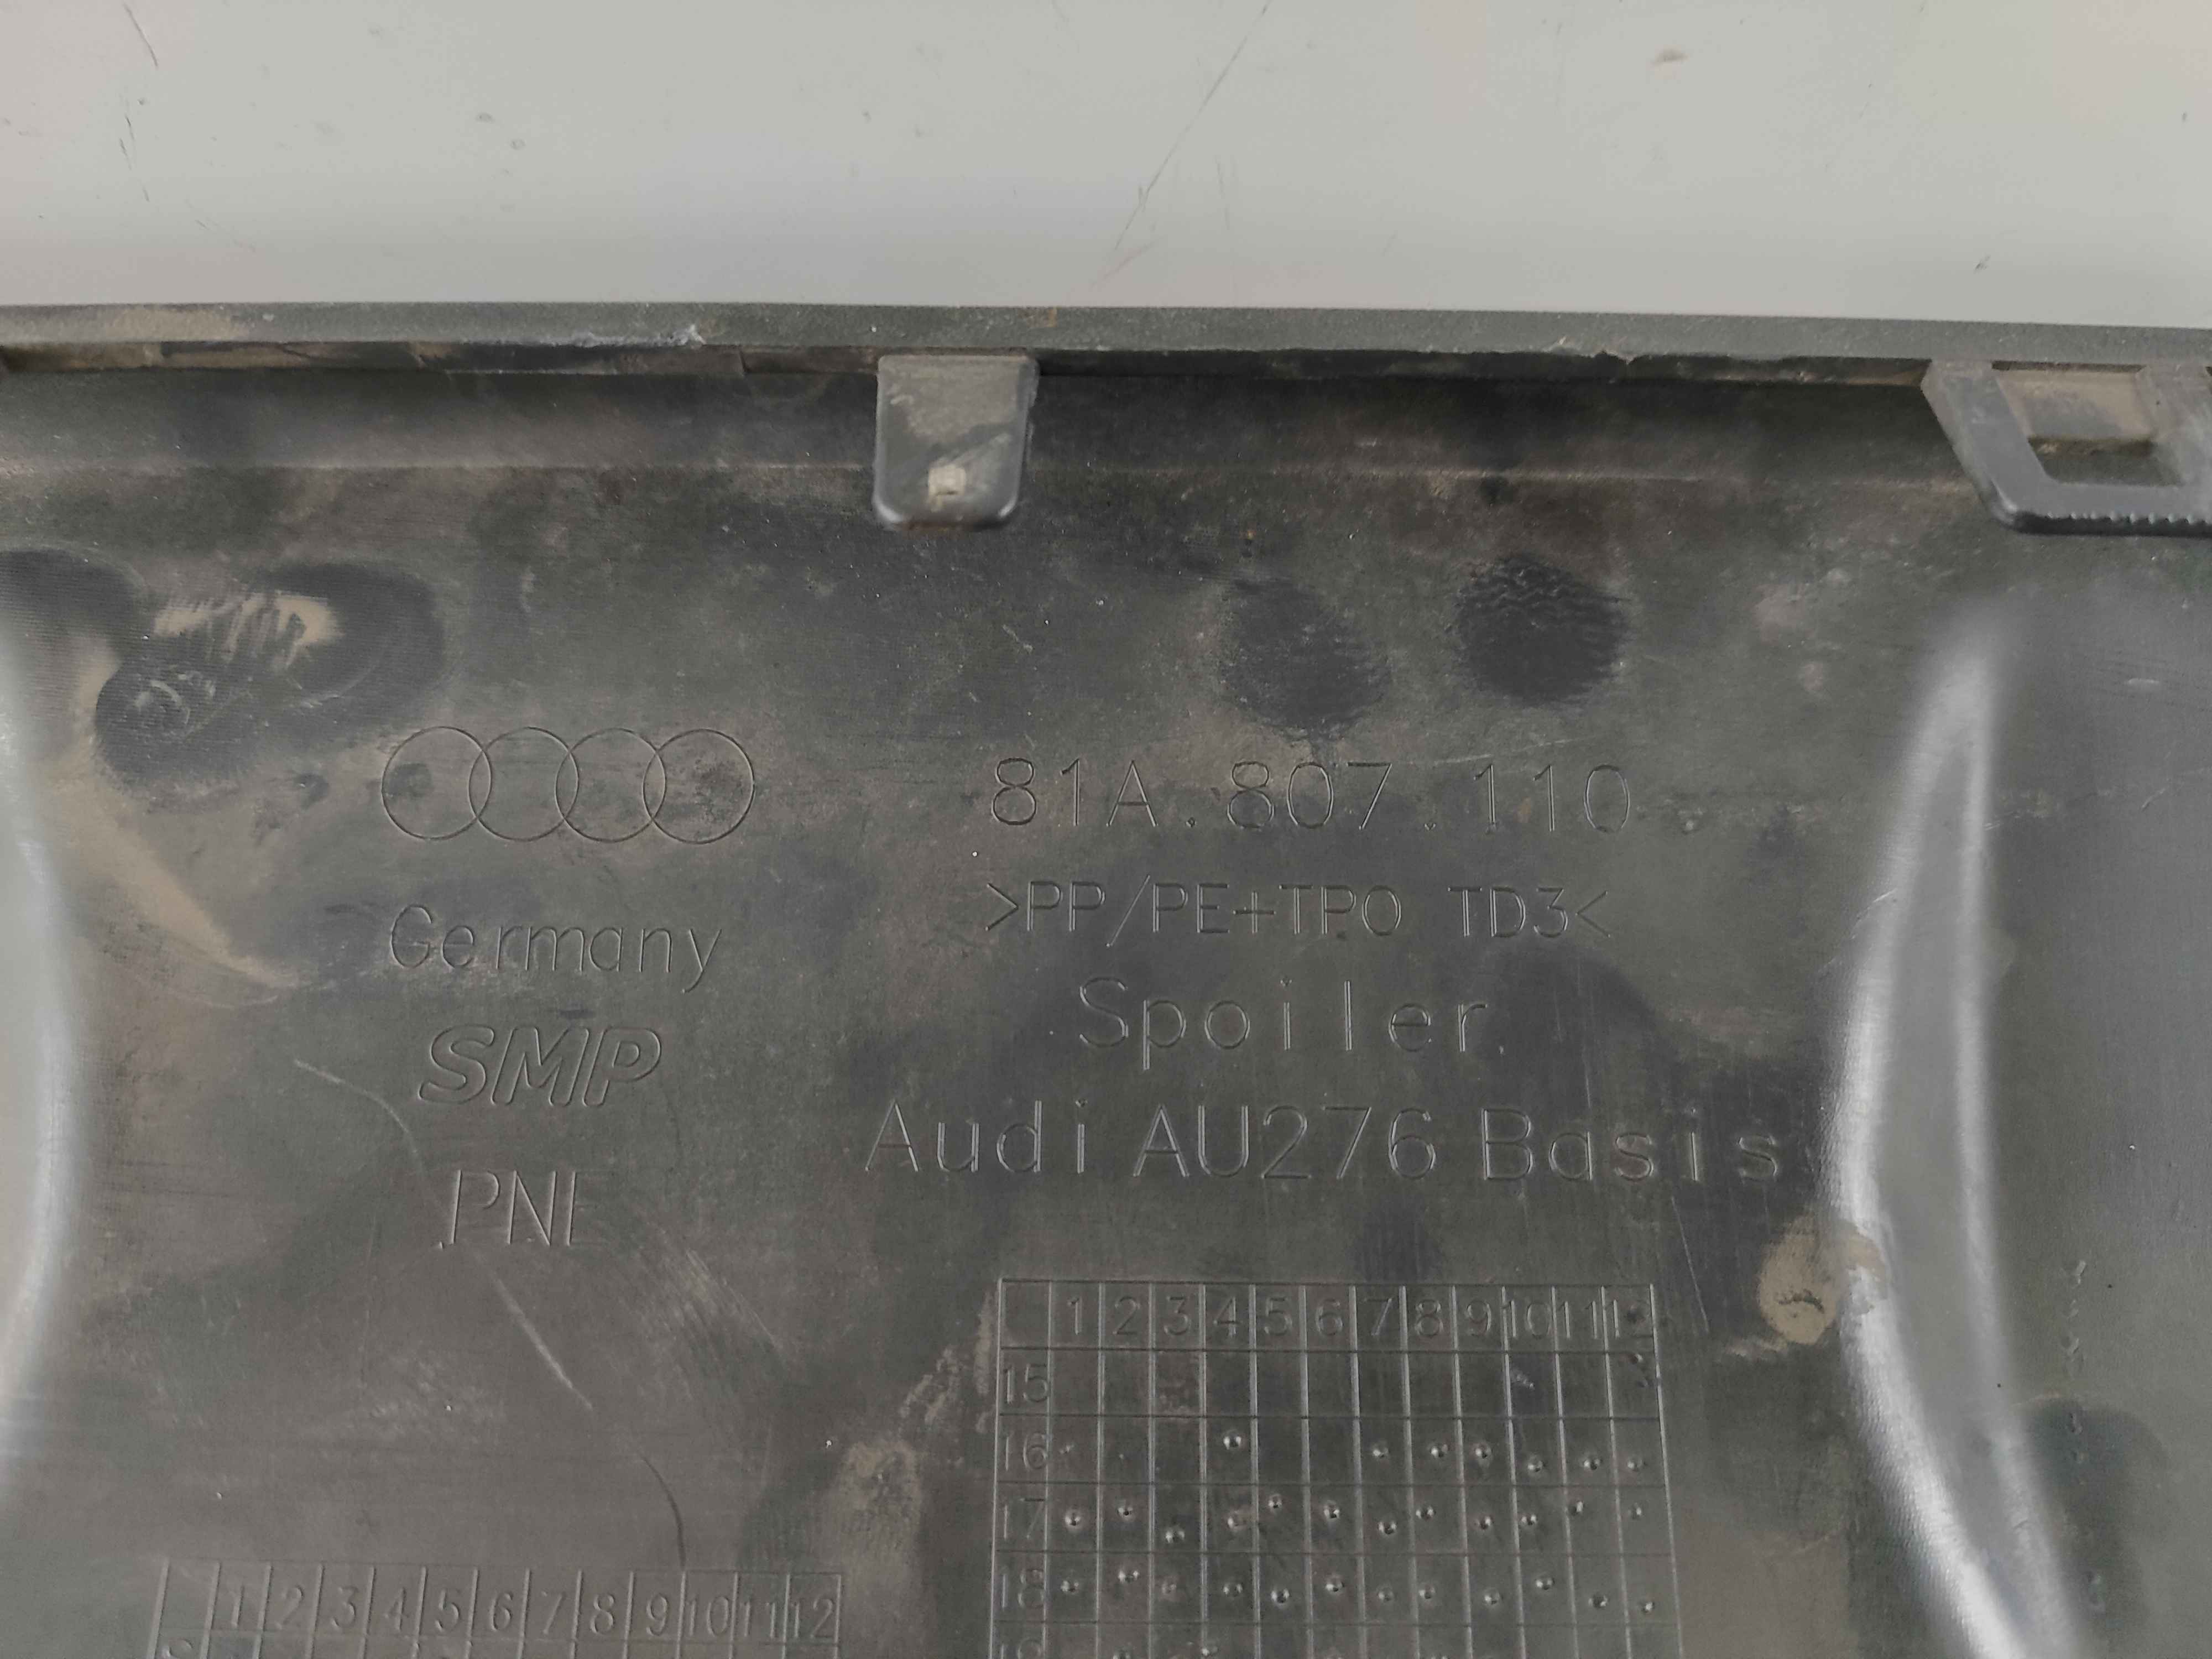 81A.807.110.
>PP/PE+TPO TD3<
Germany
Spoiler
SMP
Audi AU276 Basis
PNE
1 2 3 4 5 6 7 8 9 10 11 12
15
16
17
18
1 2 3 4 5 6 7 8 9 10 11 12